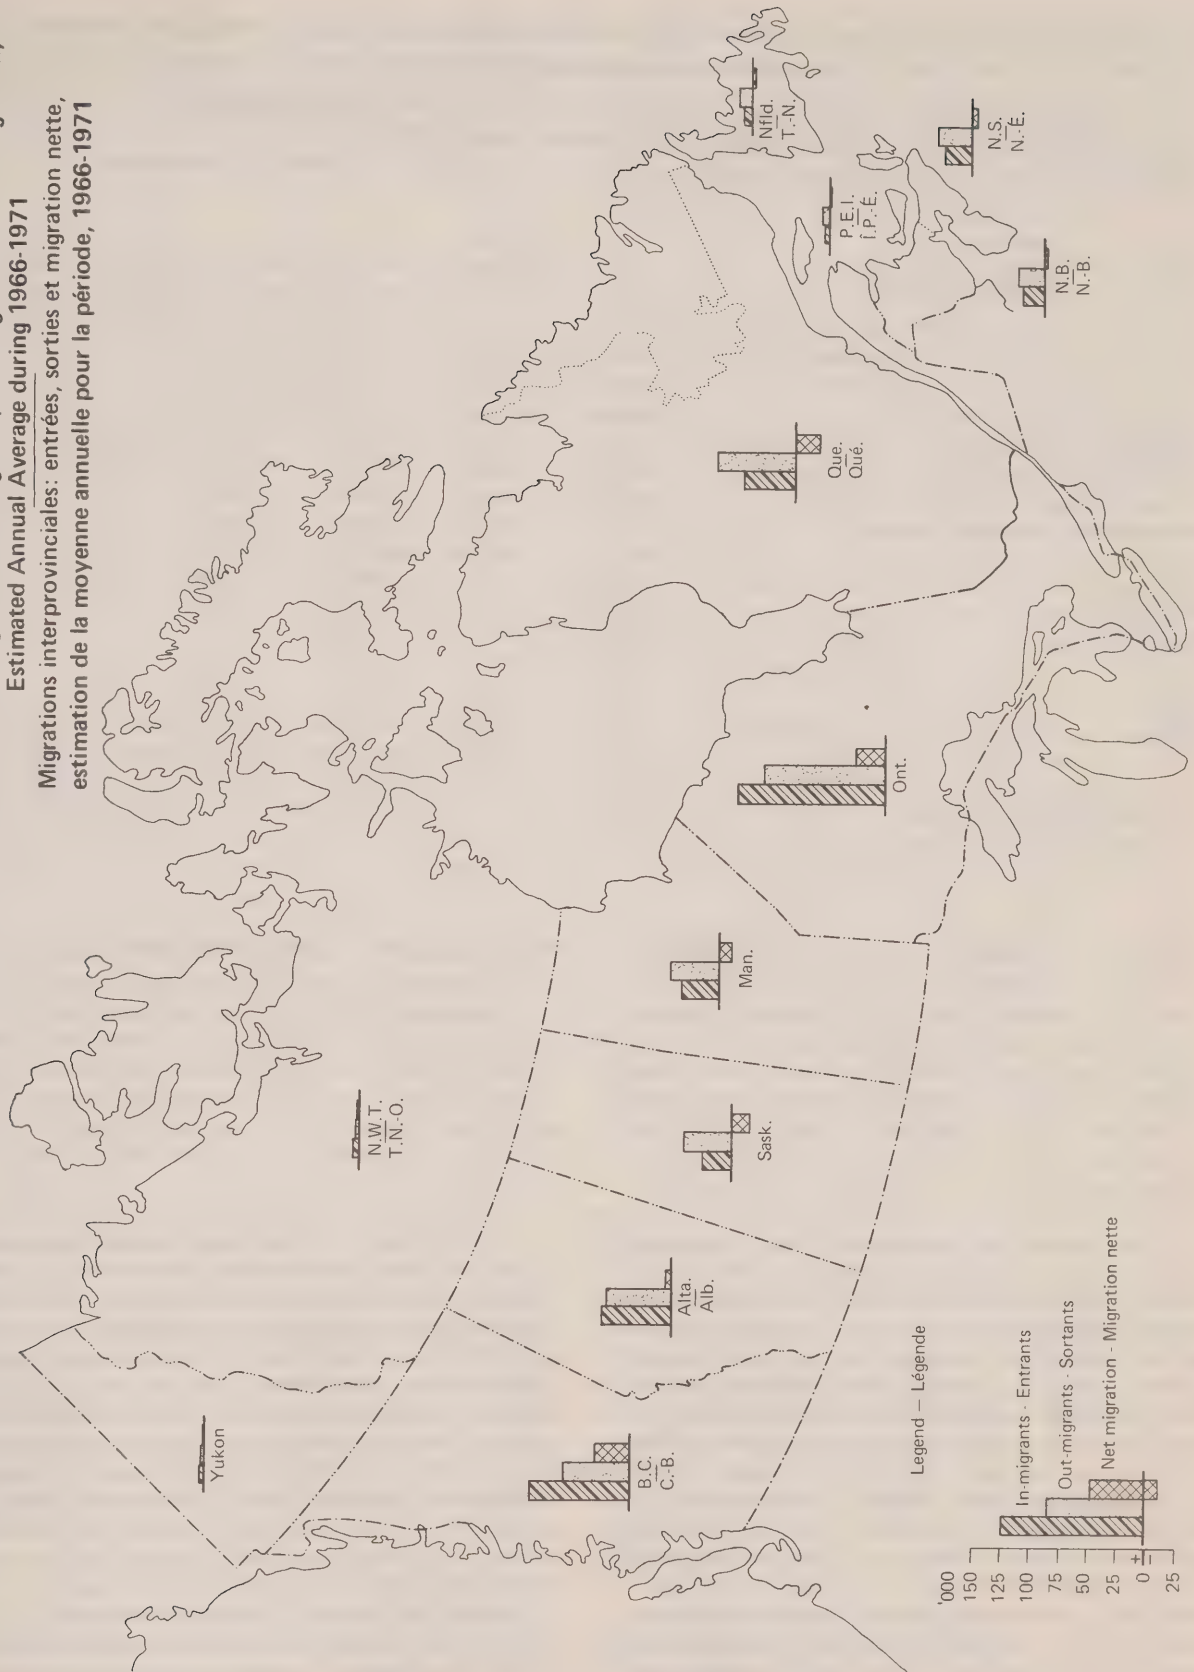 Estimated Annual Average during 1966-1971
Migrations interprovinciales: entrées, sorties et migration nette,
estimation de la moyenne annuelle pour la période, 1966-1971
Yukon
N.W.T.
T.N.-O.
B.C.
C.-B.
Alta.
Alb.
Sask.
Man.
Ont.
Que.
Qué.
Nfld.
T.-N.
P.E.I.
Î.P.-É.
N.S.
N.-É.
N.B.
N.-B.
Legend — Légende
'000
150
125
100
75
50
25
+
0
–
25
In-migrants - Entrants
Out-migrants - Sortants
Net migration - Migration nette